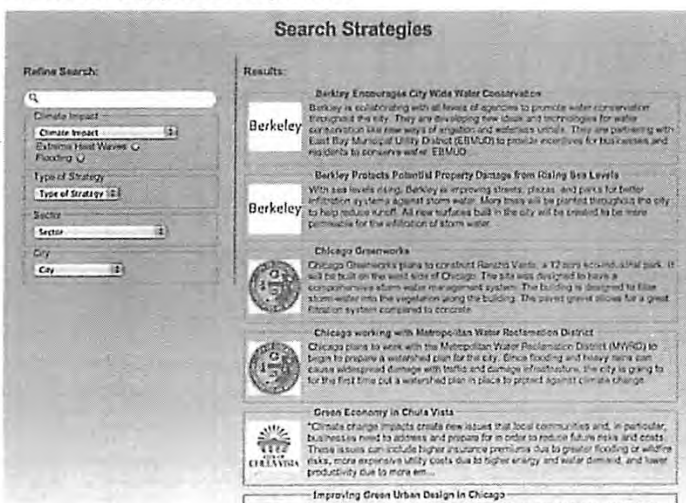 Search Strategies
Refine Search:
Climate Impact
Climate Impact
Extreme Heat Waves
Flooding
Type of Strategy
Type of Strategy
Sector
Sector
City
City
Results:
Berkley Encourages City Wide Water Conservation
Berkeley
Berkley is collaborating with all levels of agencies to promote water conservation
throughout the city. They are developing new ideas and technologies for water
conservation like new ways of irrigation and waterless urinals. They are partnering with
East Bay Municipal Utility District (EBMUD) to provide incentives for businesses and
residents to conserve water. EBMUD...
Berkley Protects Potential Property Damage from Rising Sea Levels
Berkeley
With sea levels rising, Berkley is improving streets, plazas, and parks for better
infiltration systems against storm water. More trees will be planted throughout the city
to help reduce runoff. All new surfaces built in the city will be created to be more
permeable for the infiltration of storm water.
Chicago Greenworks
Chicago Greenworks plans to construct Rancho Verde, a 12 acre eco-industrial park. It
will be built on the west side of Chicago. The site was designed to have a
comprehensive storm water management system. The building is designed to filter
storm-water into the vegetation along the building. The paved gravel allows for a great
filtration system compared to concrete.
Chicago working with Metropolitan Water Reclamation District
Chicago plans to work with the Metropolitan Water Reclamation District (MWRD) to
begin to prepare a watershed plan for the city. Since flooding and heavy rains can
cause widespread damage with traffic and damage infrastructure, the city is going to
for the first time put a watershed plan in place to protect against climate change.
Green Economy in Chula Vista
CHULA VISTA
"Climate change impacts create new issues that local communities and, in particular,
businesses need to address and prepare for in order to reduce future risks and costs.
These issues can include higher insurance premiums due to greater flooding or wildfire
risks, more expensive utility costs due to higher energy and water demand, and lower
productivity due to more em...
Improving Green Urban Design in Chicago